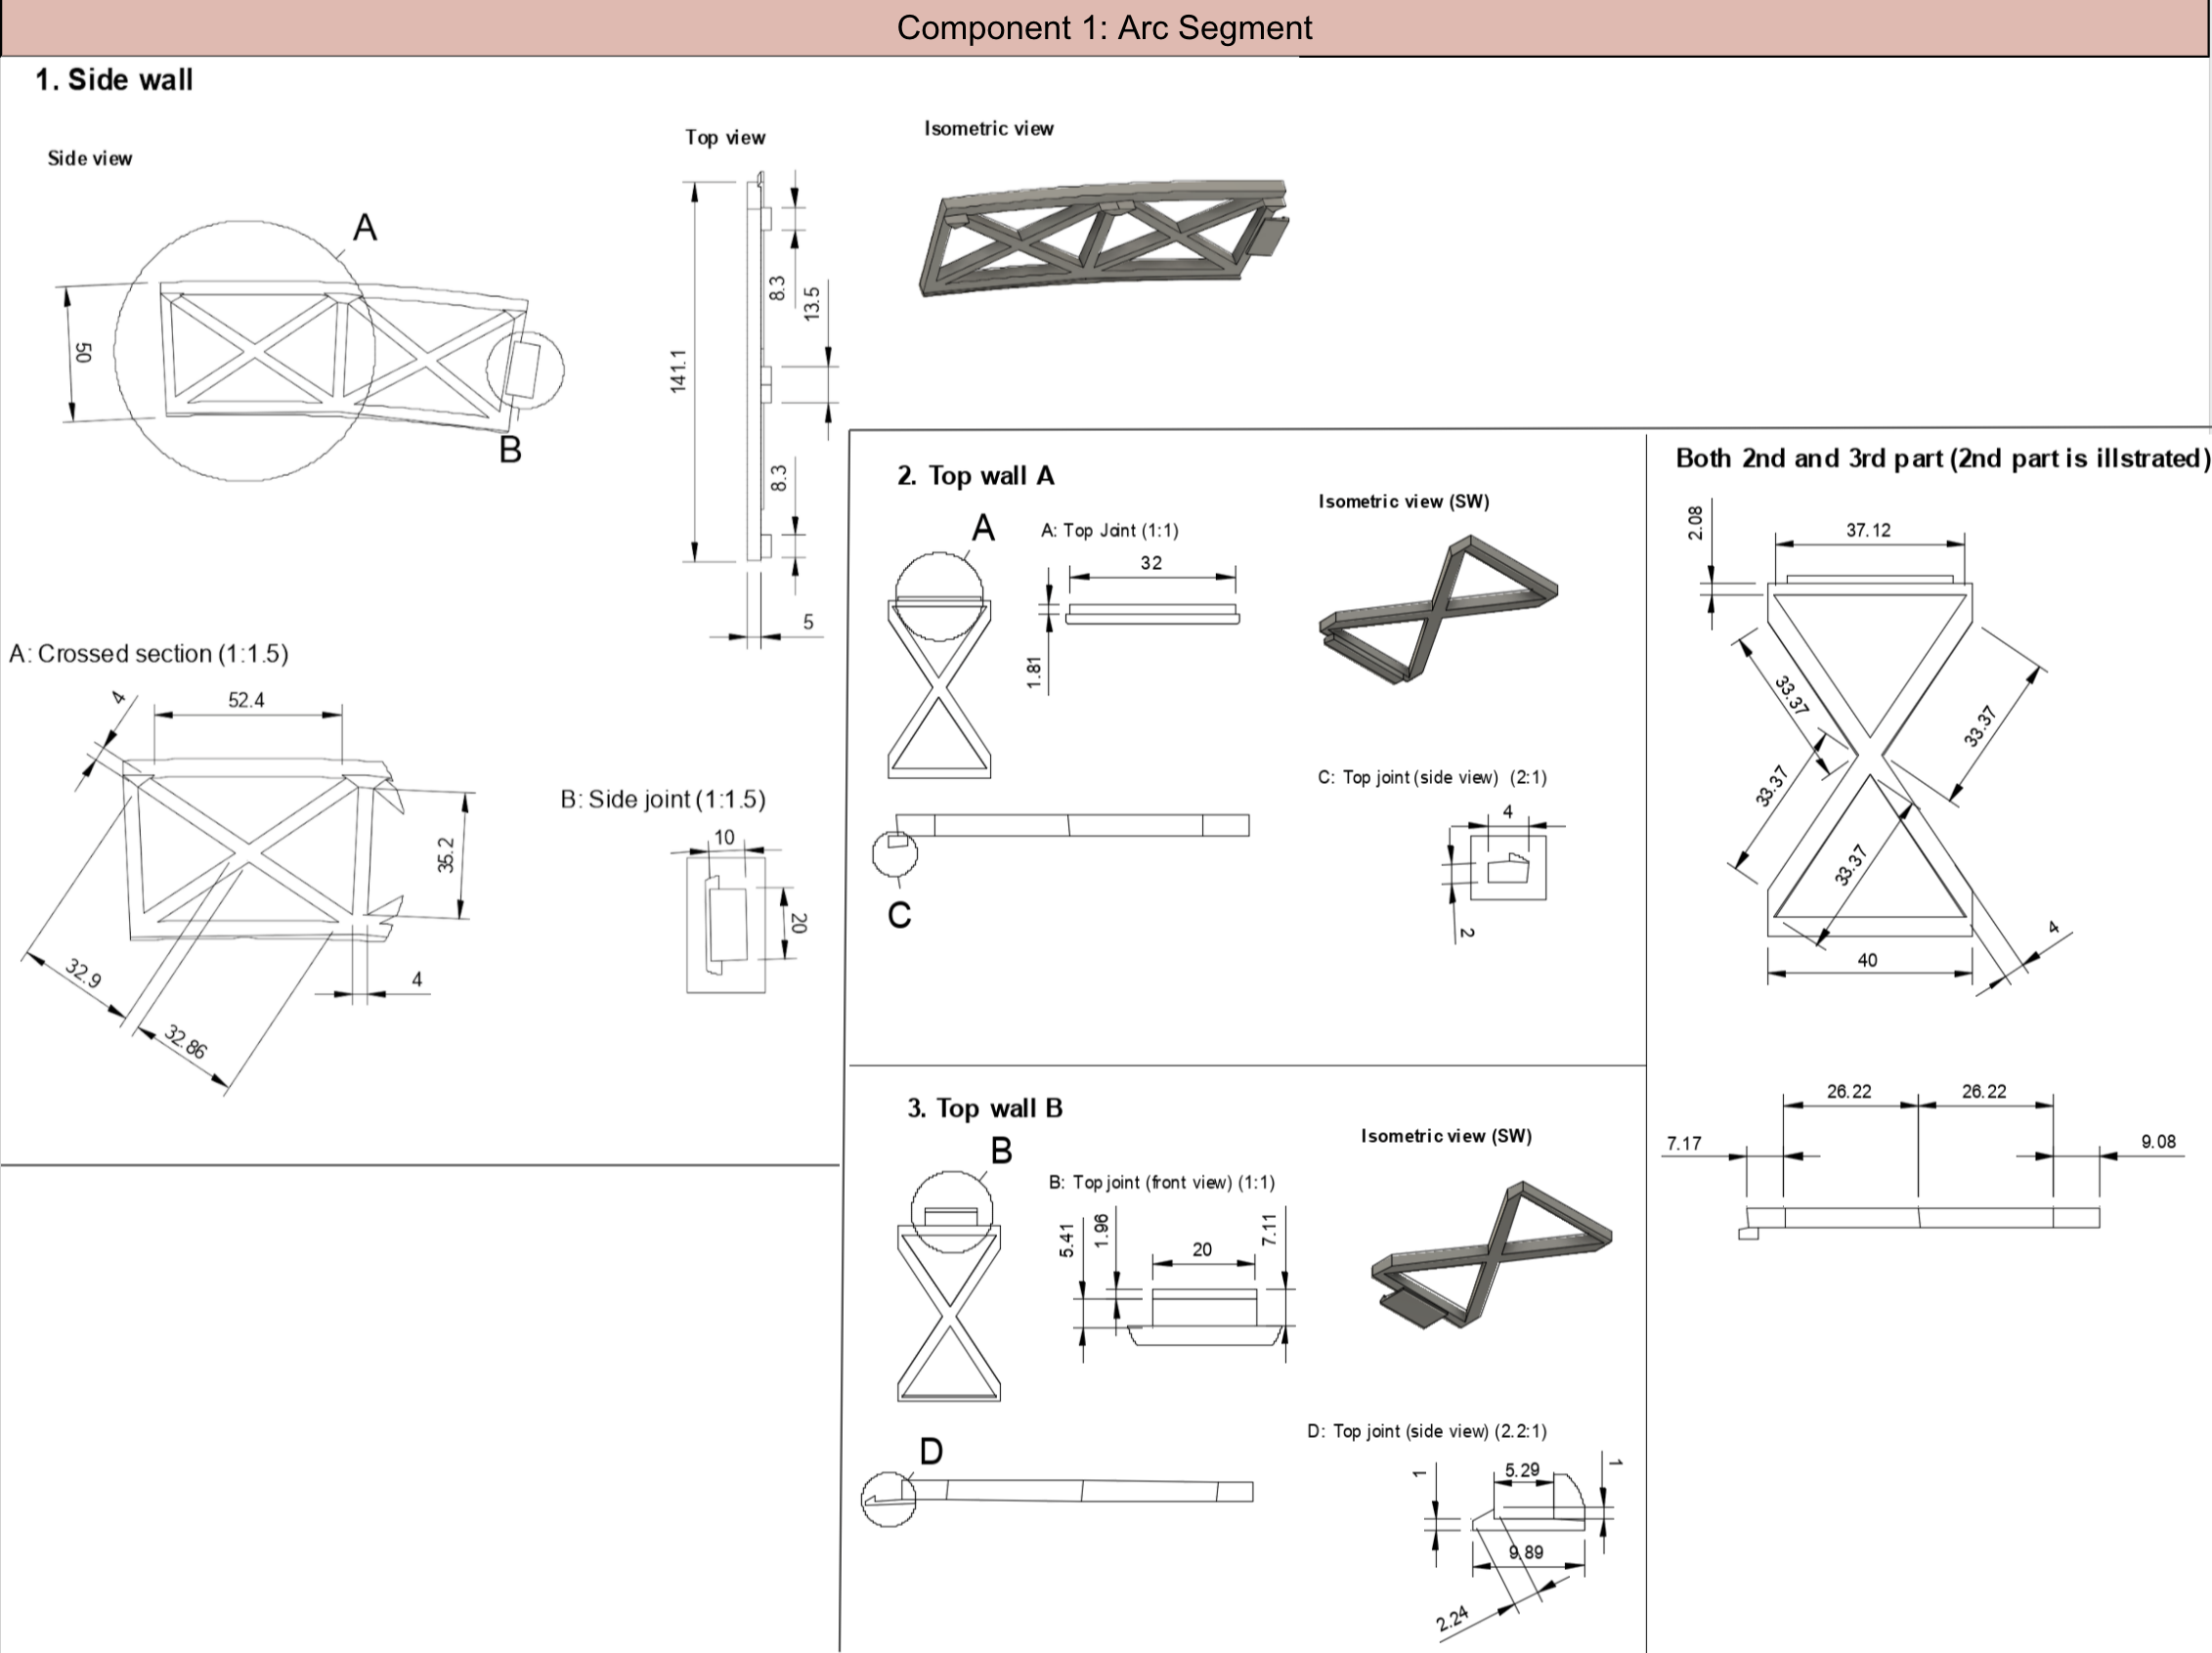 Component 1: Arc Segment
1. Side wall
Side view
Top view
Isometric view
A
B
50
141.1
8.3
13.5
8.3
5
A: Crossed section (1:1.5)
4
52.4
35.2
32.9
32.86
4
B: Side joint (1:1.5)
10
20
2. Top wall A
A
A: Top Joint (1:1)
32
1.81
Isometric view (SW)
C
C: Top joint (side view) (2:1)
4
2
Both 2nd and 3rd part (2nd part is illstrated)
2.08
37.12
33.37
33.37
33.37
33.37
40
4
26.22
26.22
7.17
9.08
3. Top wall B
B
B: Top joint (front view) (1:1)
5.41
1.96
20
7.11
Isometric view (SW)
D
D: Top joint (side view) (2.2:1)
1
5.29
1
9.89
2.24